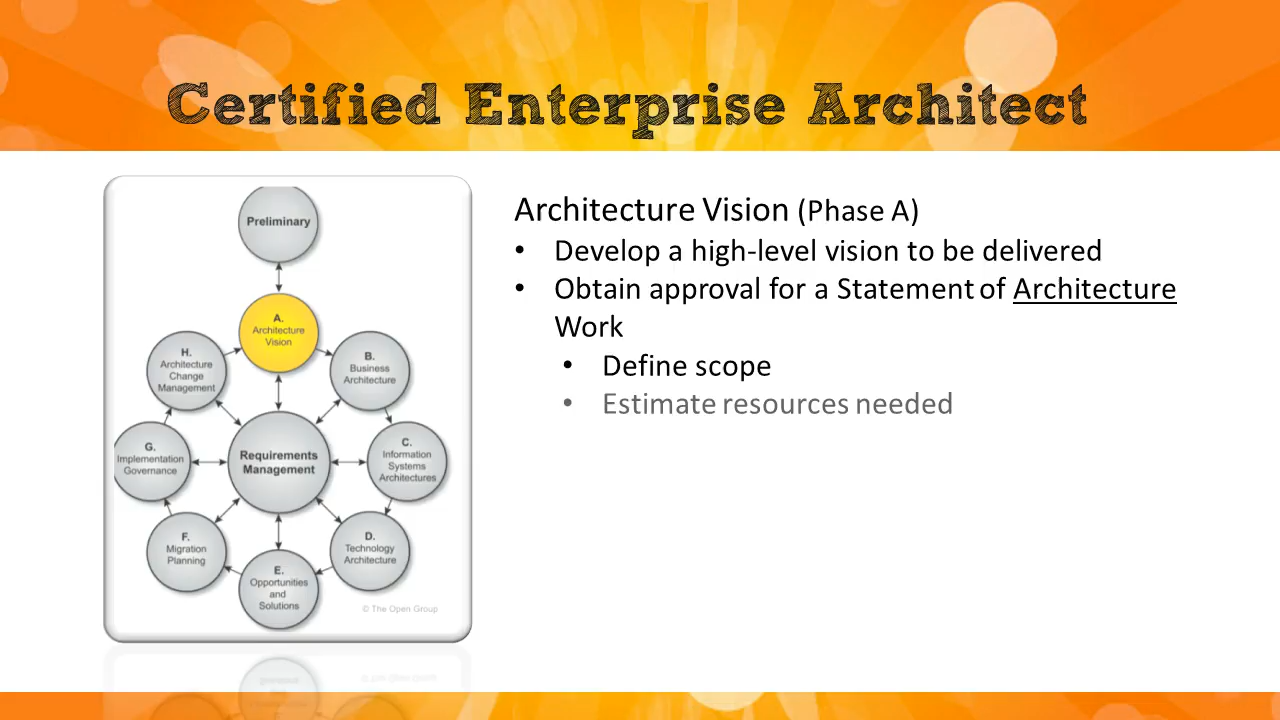 Certified Enterprise Architect
Preliminary
A.
Architecture
Vision
H.
Architecture
Change
Management
B.
Business
Architecture
G.
Implementation
Governance
Requirements
Management
C.
Information
Systems
Architectures
F.
Migration
Planning
D.
Technology
Architecture
E.
Opportunities
and
Solutions
© The Open Group
Architecture Vision (Phase A)
• Develop a high-level vision to be delivered
• Obtain approval for a Statement of Architecture
Work
• Define scope
• Estimate resources needed